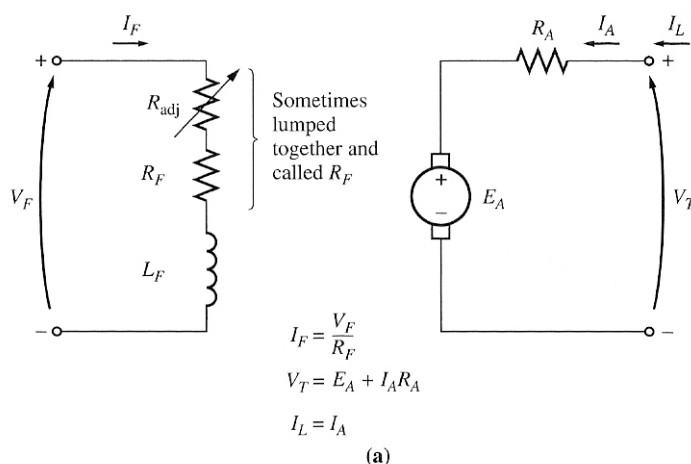 I_F
R_A
I_A
I_L
+
+
R_adj
Sometimes
lumped
together and
called R_F
R_F
V_F
+
−
E_A
V_T
L_F
−
−
I_F = V_F / R_F
V_T = E_A + I_A R_A
I_L = I_A
(a)